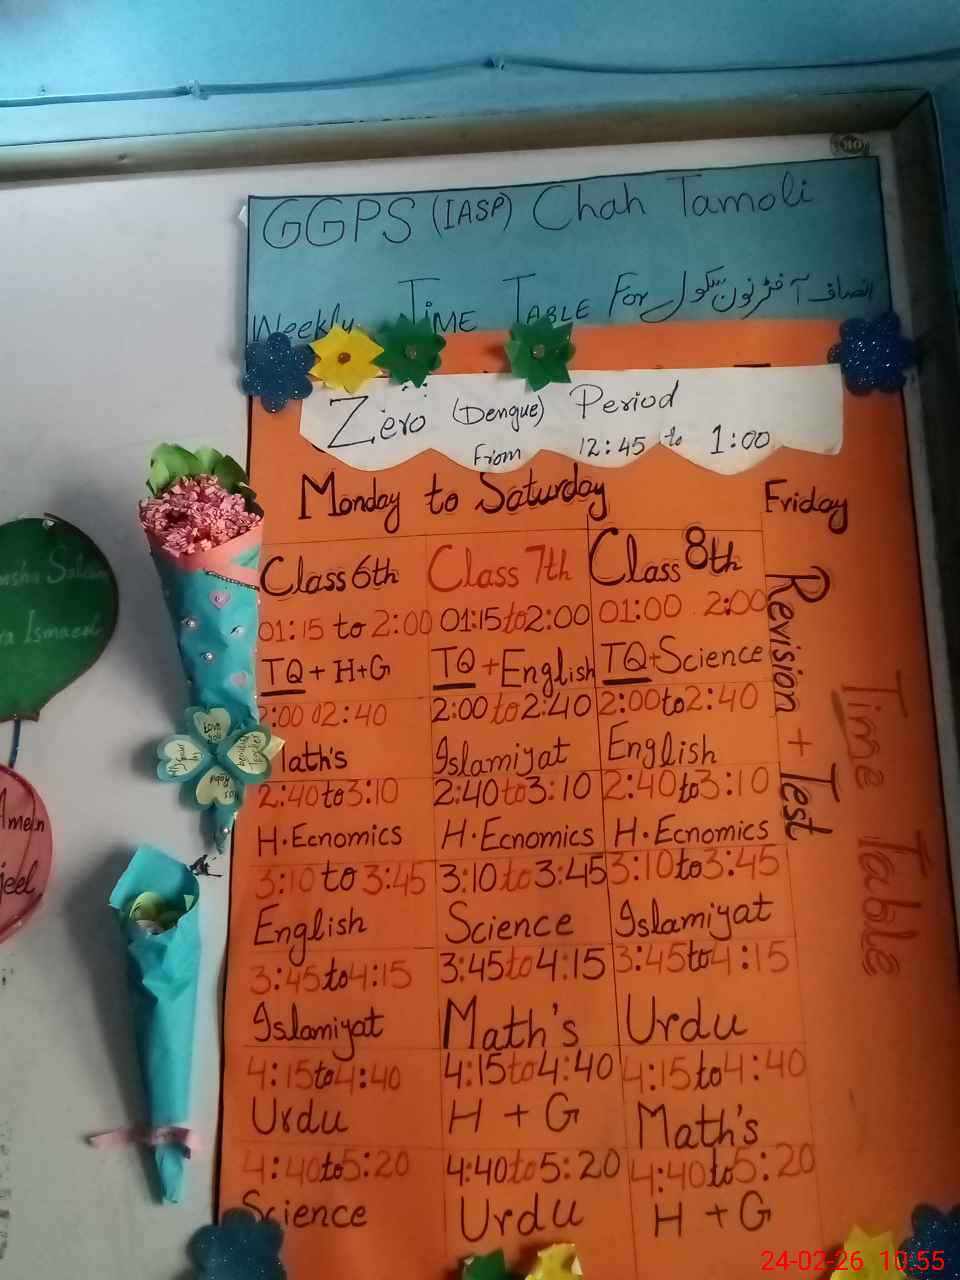 GGPS (IASP) Chah Tamoli
Weekly TIME TABLE For انصاف آفٹرنون سکول
Zero (Dengue) Period
From 12:45 to 1:00
Monday to Saturday Friday
Class 6th Class 7th Class 8th
01:15 to 2:00 01:15 to 2:00 01:00 2:00
TQ + H+G TQ + English TQ + Science
2:00 02:40 2:00 to 2:40 2:00 to 2:40
Math's Islamiyat English
2:40 to 3:10 2:40 to 3:10 2:40 to 3:10
H.Ecnomics H.Ecnomics H.Ecnomics
3:10 to 3:45 3:10 to 3:45 3:10 to 3:45
English Science Islamiyat
3:45 to 4:15 3:45 to 4:15 3:45 to 4:15
Islamiyat Math's Urdu
4:15 to 4:40 4:15 to 4:40 4:15 to 4:40
Urdu H + G Math's
4:40 to 5:20 4:40 to 5:20 4:40 to 5:20
Science Urdu H + G
Revision + Test
Time Table
Ismaeel
24-02-26 10:55